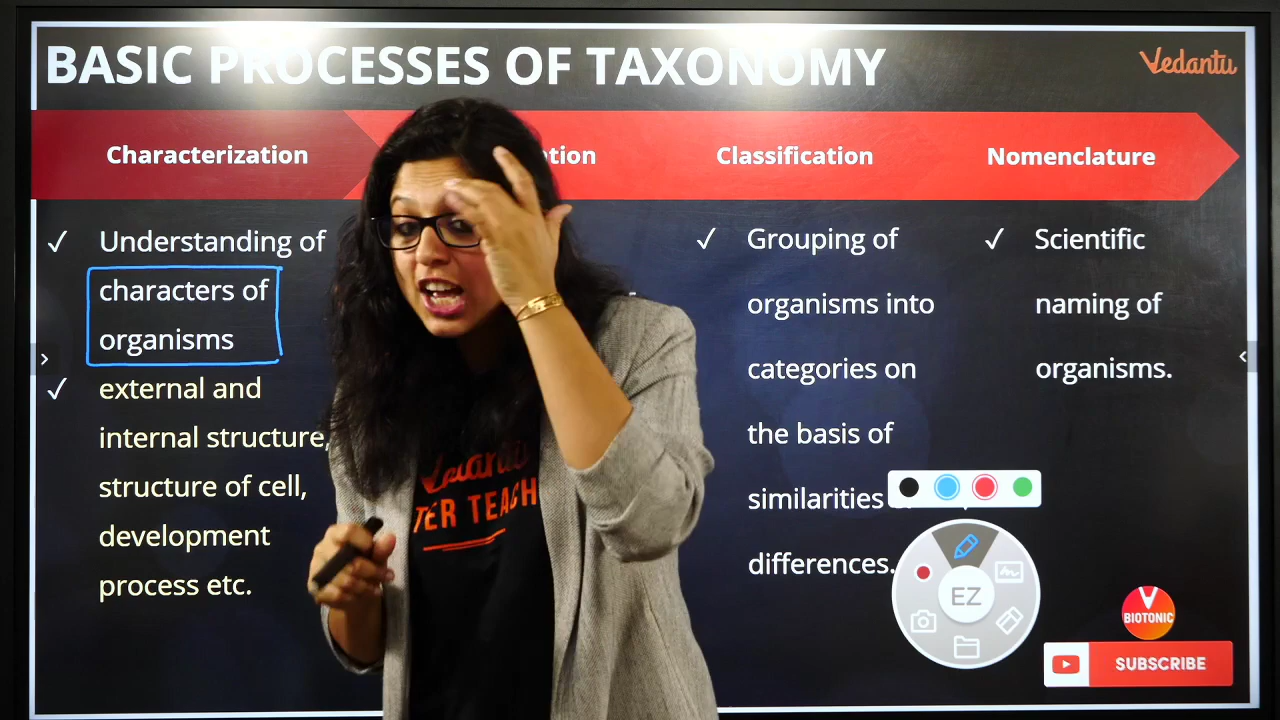 BASIC PROCESSES OF TAXONOMY
Vedantu
Characterization
Classification
Nomenclature
✓ Understanding of
characters of
organisms
✓ external and
internal structure,
structure of cell,
development
process etc.
✓ Grouping of
organisms into
categories on
the basis of
similarities
differences.
✓ Scientific
naming of
organisms.
EZ
V
BIOTONIC
SUBSCRIBE